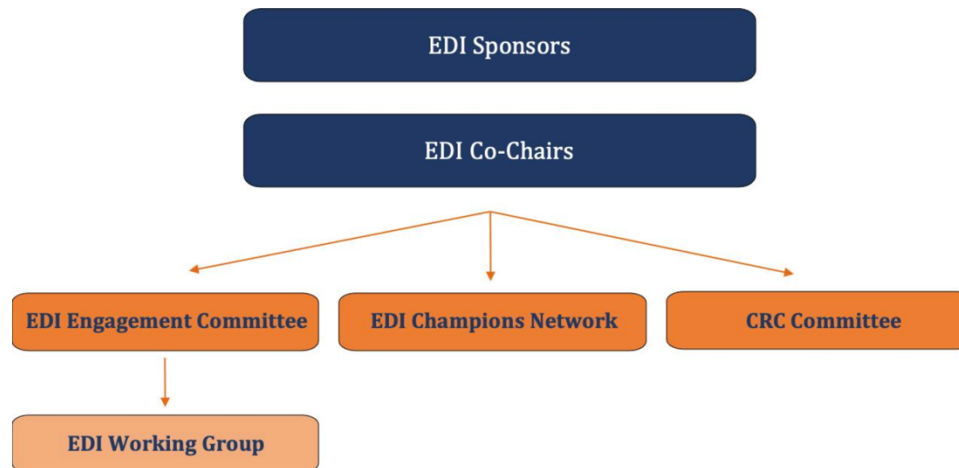 EDI Sponsors
EDI Co-Chairs
EDI Engagement Committee
EDI Champions Network
CRC Committee
EDI Working Group